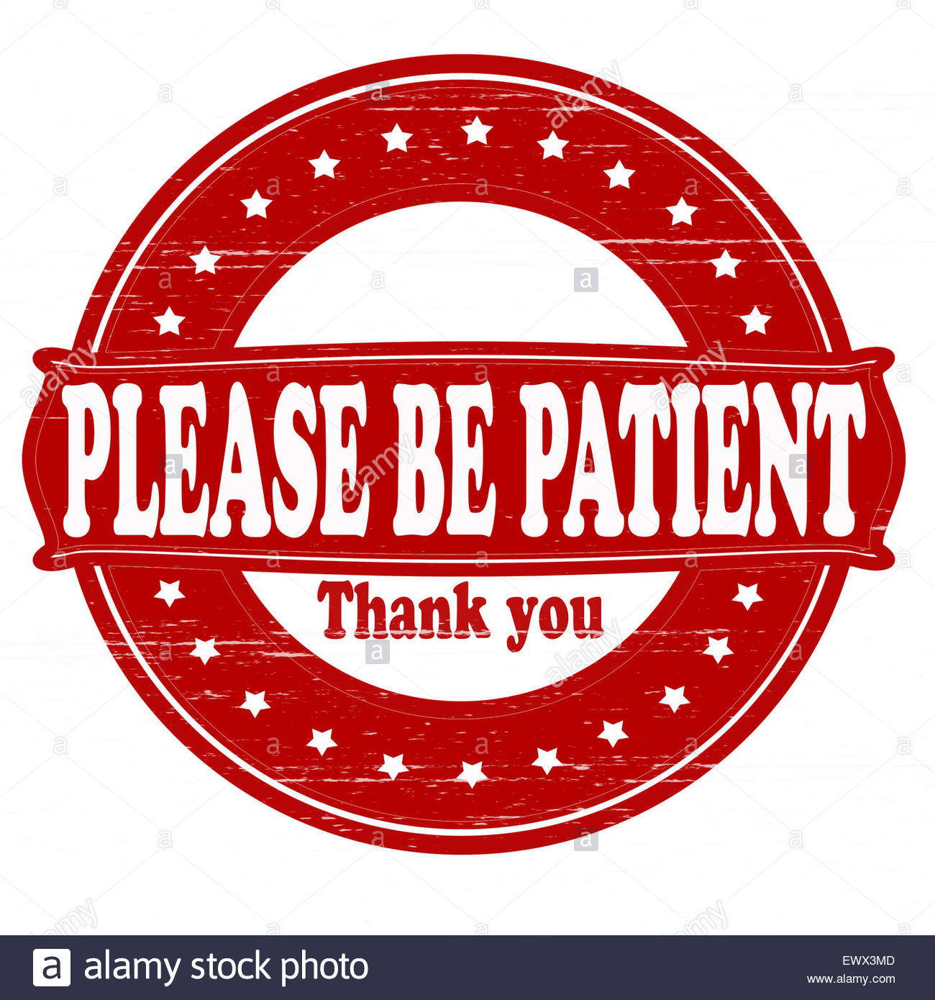 PLEASE BE PATIENT
Thank you
a alamy stock photo
EWX3MD
www.alamy.com